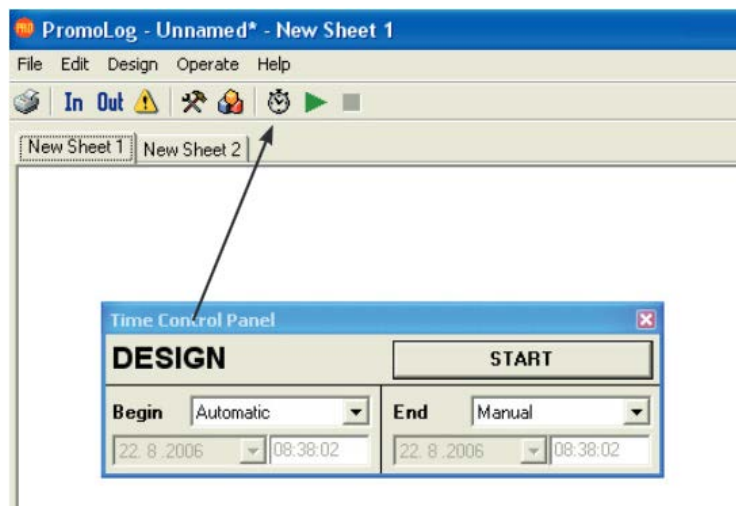 PromoLog - Unnamed* - New Sheet 1
File Edit Design Operate Help
In Out
New Sheet 1 New Sheet 2
Time Control Panel
DESIGN START
Begin Automatic End Manual
22. 8 .2006 08:38:02 22. 8 .2006 08:38:02